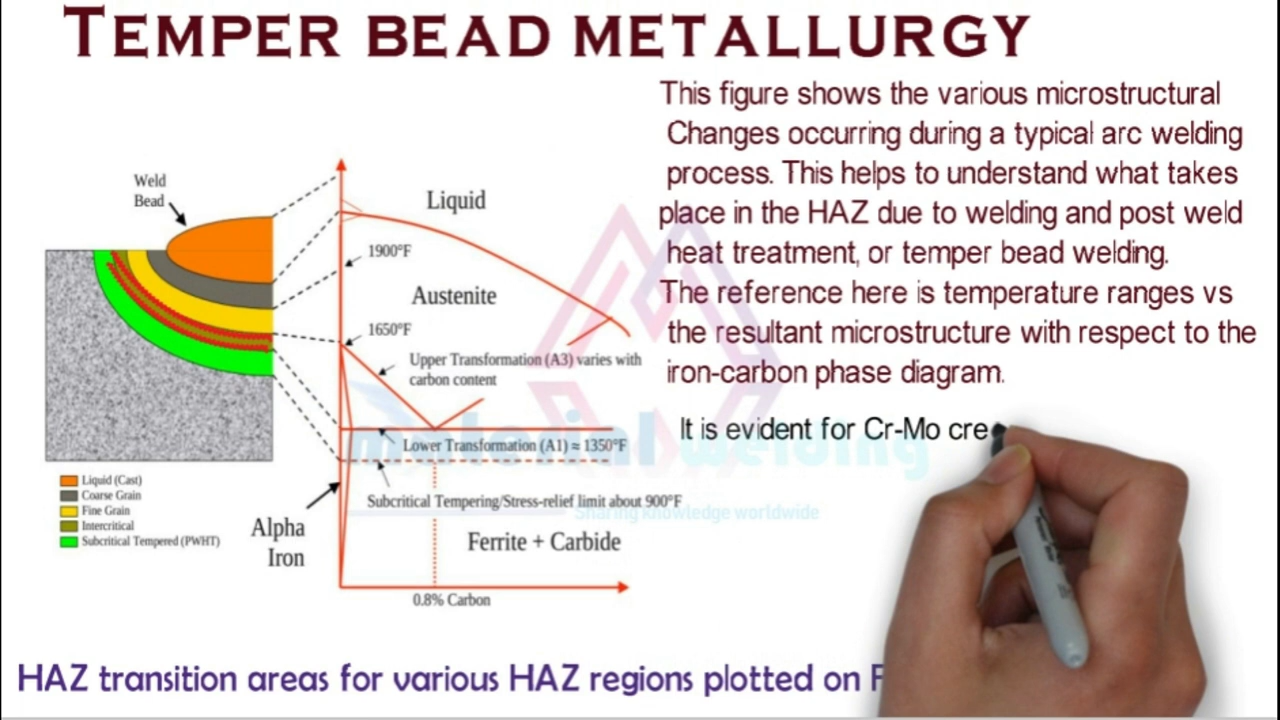 TEMPER BEAD METALLURGY
This figure shows the various microstructural
Changes occurring during a typical arc welding
process. This helps to understand what takes
place in the HAZ due to welding and post weld
heat treatment, or temper bead welding.
The reference here is temperature ranges vs
the resultant microstructure with respect to the
iron-carbon phase diagram.
It is evident for Cr-Mo cre
Weld
Bead
Liquid
1900°F
Austenite
1650°F
Upper Transformation (A3) varies with
carbon content
Lower Transformation (A1) ≈ 1350°F
Subcritical Tempering/Stress-relief limit about 900°F
Alpha
Iron
Ferrite + Carbide
0.8% Carbon
Liquid (Cast)
Coarse Grain
Fine Grain
Intercritical
Subcritical Tempered (PWHT)
material welding
Sharing knowledge worldwide
HAZ transition areas for various HAZ regions plotted on F